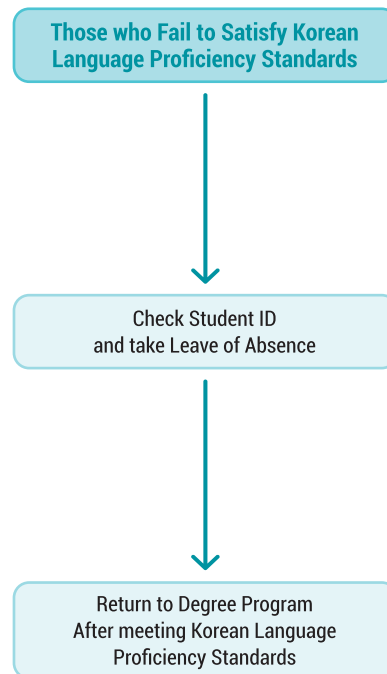 Those who Fail to Satisfy Korean
Language Proficiency Standards
Check Student ID
and take Leave of Absence
Return to Degree Program
After meeting Korean Language
Proficiency Standards